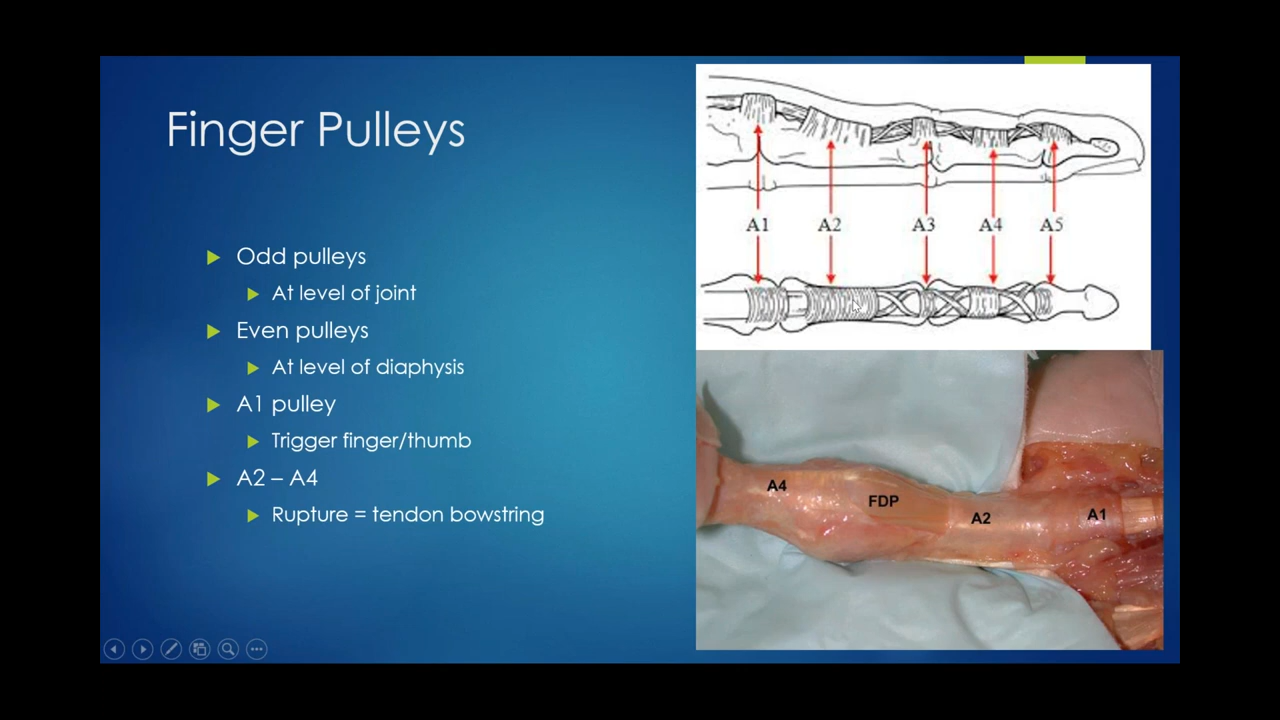 Finger Pulleys
Odd pulleys
At level of joint
Even pulleys
At level of diaphysis
A1 pulley
Trigger finger/thumb
A2 – A4
Rupture = tendon bowstring
A1 A2 A3 A4 A5
A4 FDP A2 A1